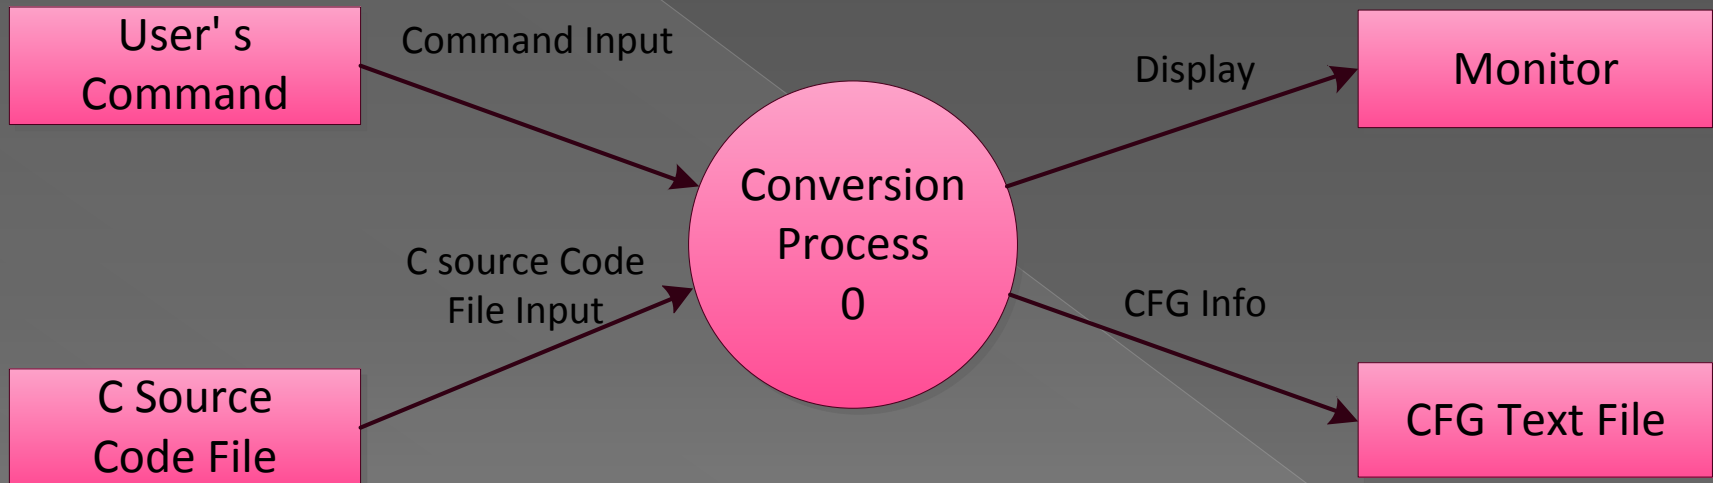 User' s
Command
Command Input
C source Code
File Input
C Source
Code File
Conversion
Process
0
Display
Monitor
CFG Info
CFG Text File